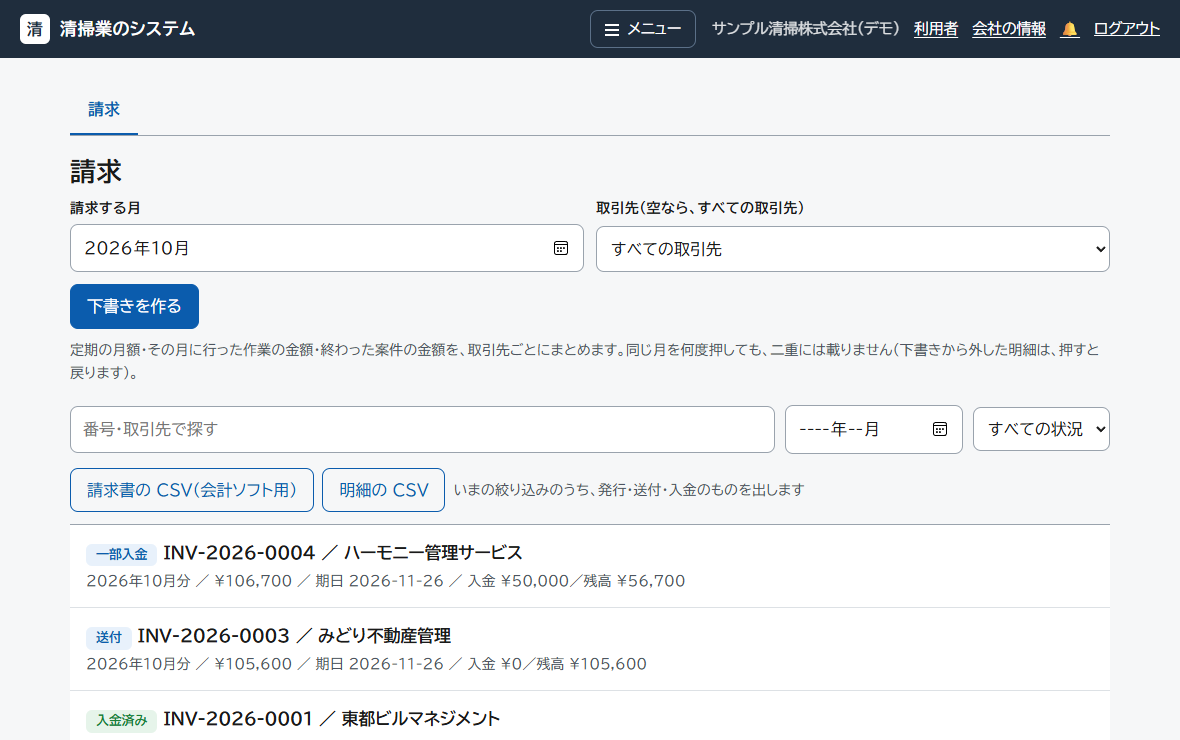 清 清掃業のシステム メニュー サンプル清掃株式会社(デモ) 利用者 会社の情報 ログアウト
請求
請求
請求する月 取引先(空なら、すべての取引先)
2026年10月 すべての取引先
下書きを作る
定期の月額・その月に行った作業の金額・終わった案件の金額を、取引先ごとにまとめます。同じ月を何度押しても、二重には載りません(下書きから外した明細は、押すと
戻ります)。
番号・取引先で探す ----年--月 すべての状況
請求書の CSV(会計ソフト用) 明細の CSV いまの絞り込みのうち、発行・送付・入金のものを出します
一部入金 INV-2026-0004 ／ ハーモニー管理サービス
2026年10月分 ／ ¥106,700 ／ 期日 2026-11-26 ／ 入金 ¥50,000／残高 ¥56,700
送付 INV-2026-0003 ／ みどり不動産管理
2026年10月分 ／ ¥105,600 ／ 期日 2026-11-26 ／ 入金 ¥0／残高 ¥105,600
入金済み INV-2026-0001 ／ 東都ビルマネジメント